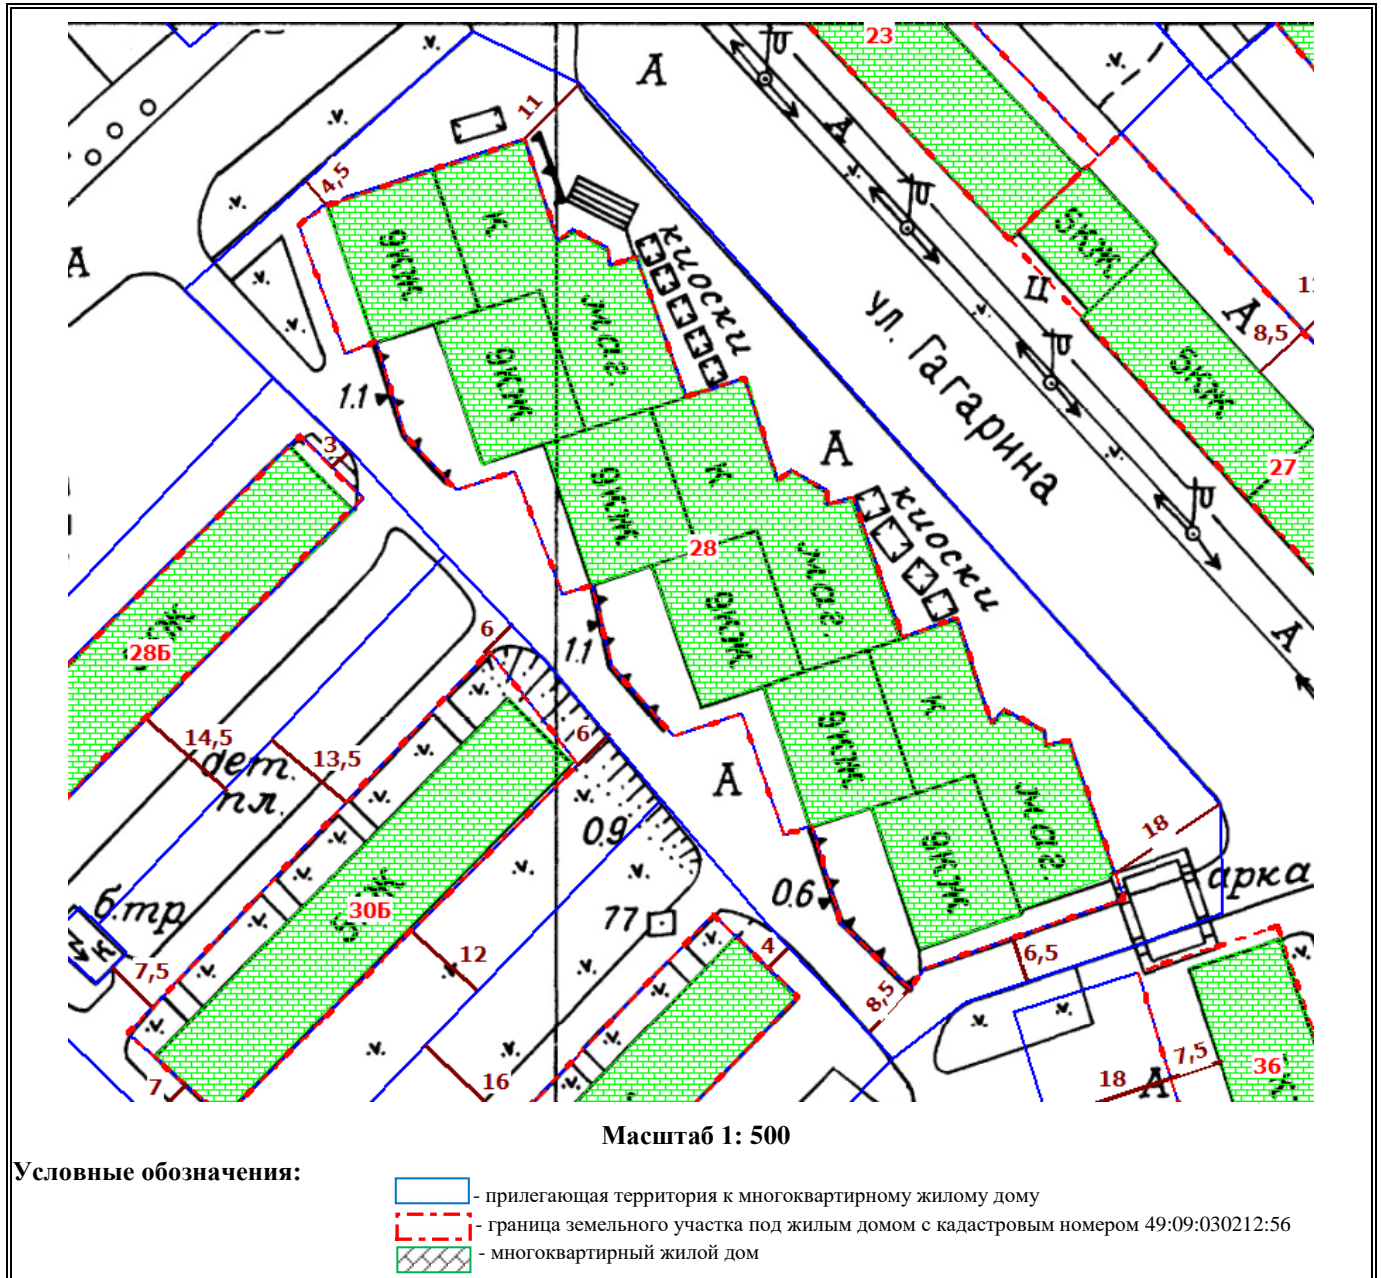 23
А
11
4,5
А
А
9КЖ
К
5КЖ
киоски
Ц
А
8,5
ул. Гагарина
9КЖ
маг.
5КЖ
1.1
3
А
27
9КЖ
К
киоски
28
28Б
6
1.1
9КЖ
маг.
А
14,5
13,5
6
дет.
пл.
А
9КЖ
К
0.9
18
маг.
9КЖ
0.6
арка
30Б
б.тр
77
7,5
12
4
6,5
8,5
7
16
18
А
7,5
36
Масштаб 1: 500
Условные обозначения:
- прилегающая территория к многоквартирному жилому дому
- граница земельного участка под жилым домом с кадастровым номером 49:09:030212:56
- многоквартирный жилой дом